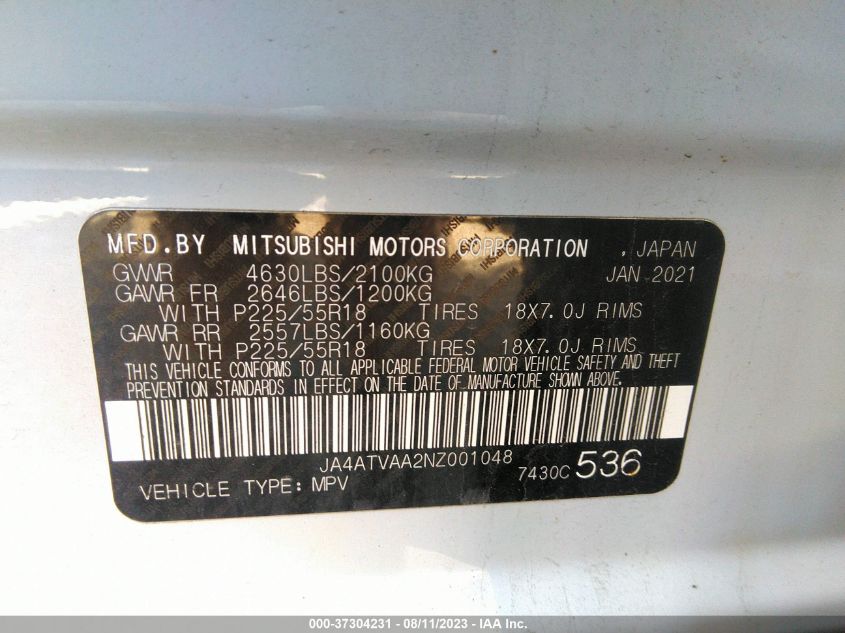 MFD.BY MITSUBISHI MOTORS CORPORATION , JAPAN
GVWR 4630LBS/2100KG JAN.2021
GAWR FR 2646LBS/1200KG
WITH P225/55R18 TIRES 18X7.0J RIMS
GAWR RR 2557LBS/1160KG
WITH P225/55R18 TIRES 18X7.0J RIMS
THIS VEHICLE CONFORMS TO ALL APPLICABLE FEDERAL MOTOR VEHICLE SAFETY AND THEFT
PREVENTION STANDARDS IN EFFECT ON THE DATE OF MANUFACTURE SHOWN ABOVE.
JA4ATVAA2NZ001048
7430C 536
VEHICLE TYPE: MPV
000-37304231 - 08/11/2023 - IAA Inc.